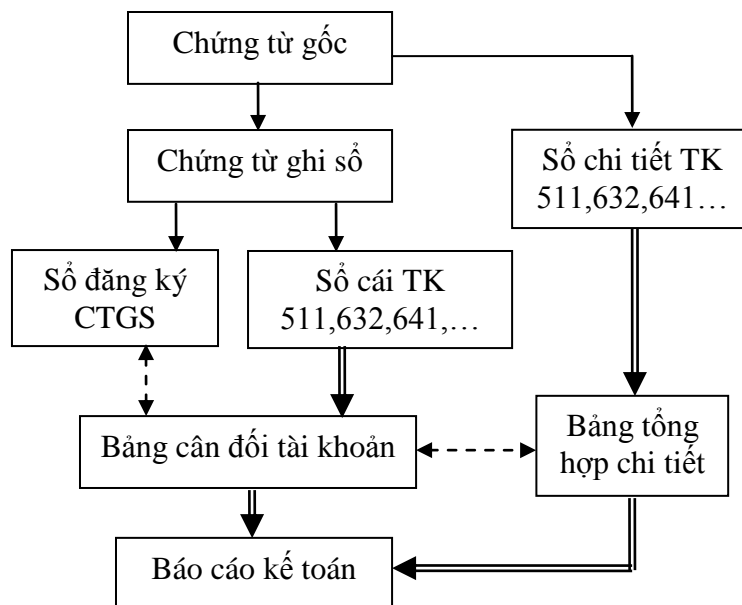 Chứng từ gốc
Chứng từ ghi sổ
Sổ chi tiết TK
511,632,641…
Sổ đăng ký
CTGS
Sổ cái TK
511,632,641,…
Bảng cân đối tài khoản
Bảng tổng
hợp chi tiết
Báo cáo kế toán